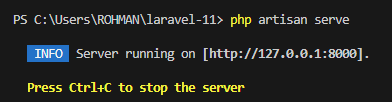 PS C:\Users\ROHMAN\laravel-11> php artisan serve
INFO Server running on [http://127.0.0.1:8000].
Press Ctrl+C to stop the server